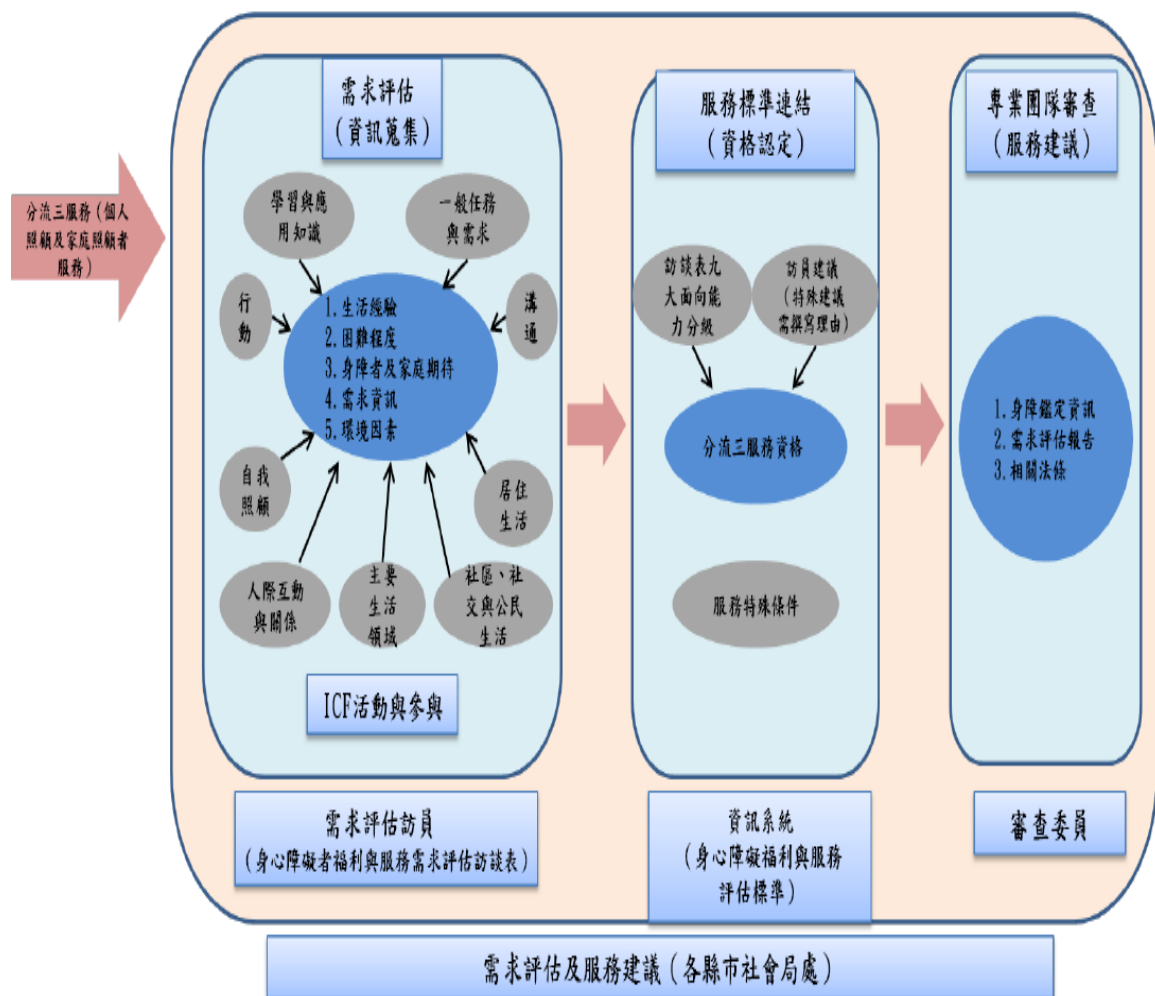 分流三服務(個人
照顧及家庭照顧者
服務)
需求評估
(資訊蒐集)
學習與應
用知識
一般任務
與需求
行
動
溝
通
1.生活經驗
2.困難程度
3.身障者及家庭期待
4.需求資訊
5.環境因素
自我
照顧
居住
生活
人際互動
與關係
主要
生活
領域
社區、社
交與公民
生活
ICF活動與參與
需求評估訪員
(身心障礙者福利與服務需求評估訪談表)
服務標準連結
(資格認定)
訪談表九
大面向能
力分級
訪員建議
(特殊建議
需撰寫理由)
分流三服務資格
服務特殊條件
資訊系統
(身心障礙福利與服務
評估標準)
專業團隊審查
(服務建議)
1.身障鑑定資訊
2.需求評估報告
3.相關法條
審查委員
需求評估及服務建議(各縣市社會局處)